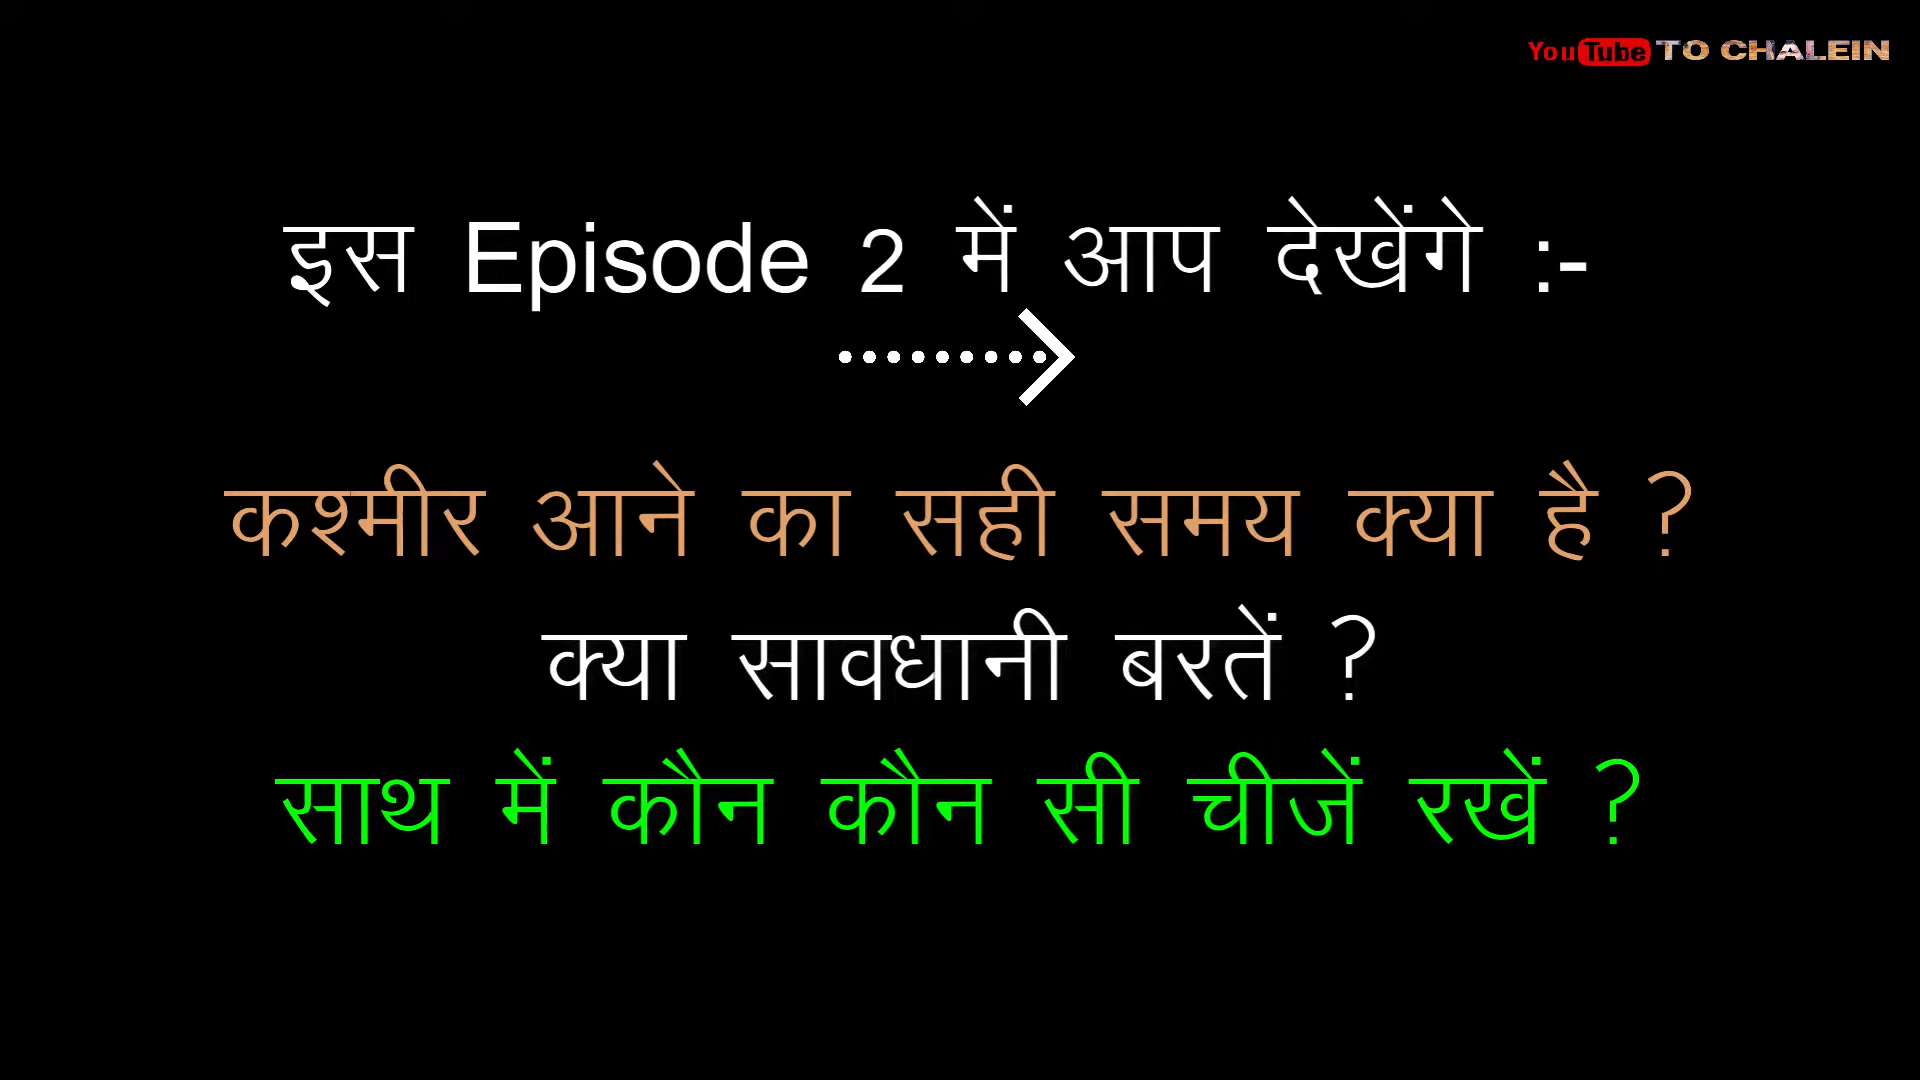 YouTube TO CHALEIN
इस Episode 2 में आप देखेंगे :-
कश्मीर आने का सही समय क्या है ?
क्या सावधानी बरतें ?
साथ में कौन कौन सी चीजें रखें ?